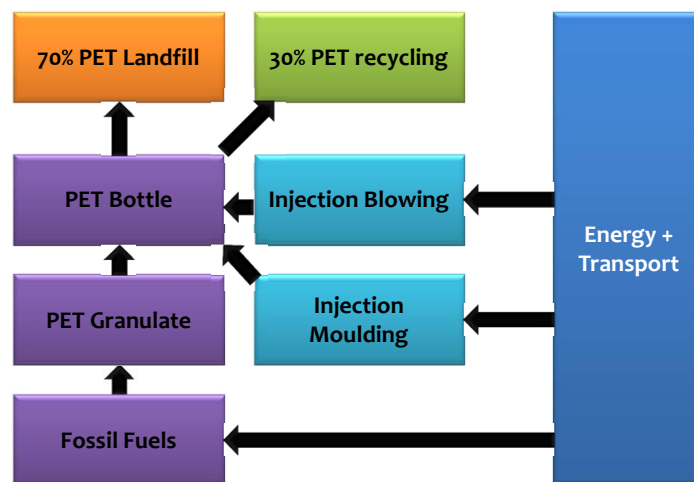 70% PET Landfill
30% PET recycling
PET Bottle
Injection Blowing
Energy +
Transport
PET Granulate
Injection
Moulding
Fossil Fuels